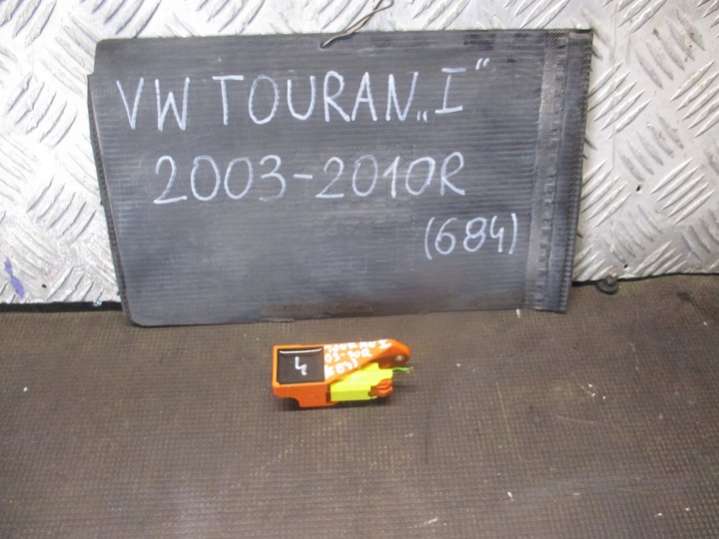 VW TOURAN „I"
2003-2010R
(684)
4